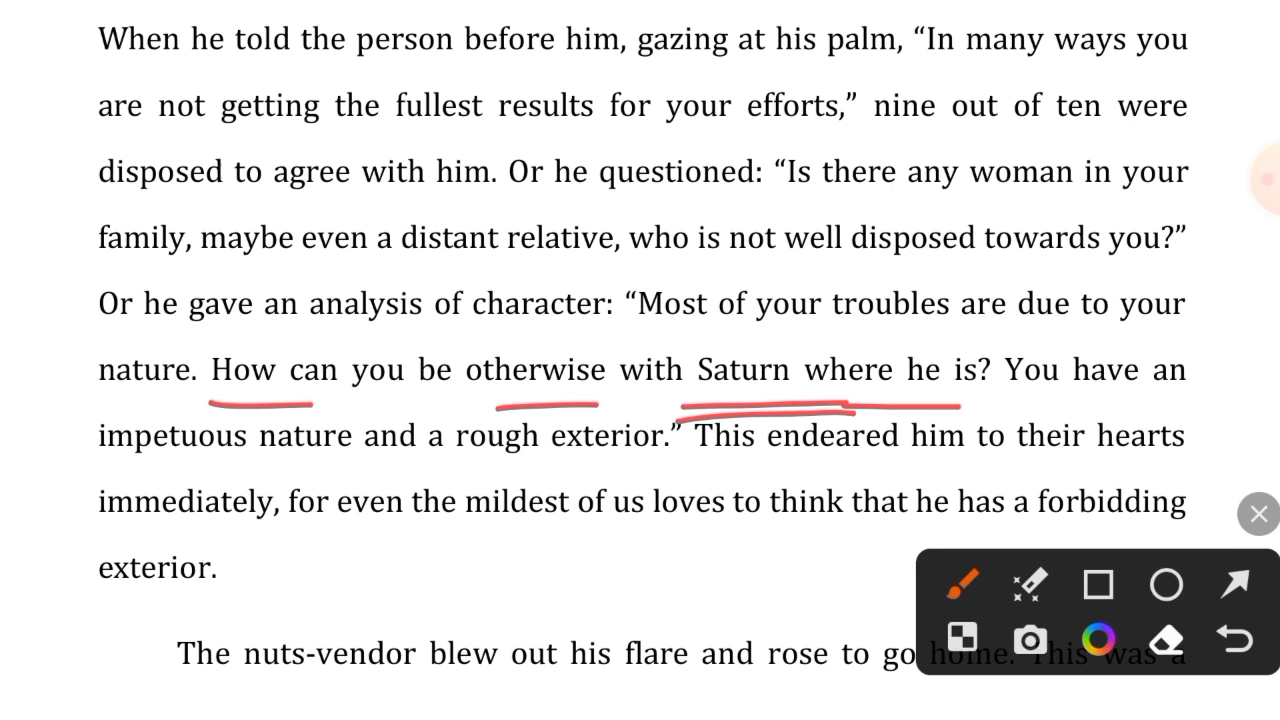 When he told the person before him, gazing at his palm, “In many ways you
are not getting the fullest results for your efforts,” nine out of ten were
disposed to agree with him. Or he questioned: “Is there any woman in your
family, maybe even a distant relative, who is not well disposed towards you?”
Or he gave an analysis of character: “Most of your troubles are due to your
nature. How can you be otherwise with Saturn where he is? You have an
impetuous nature and a rough exterior.” This endeared him to their hearts
immediately, for even the mildest of us loves to think that he has a forbidding
exterior.
The nuts-vendor blew out his flare and rose to go home. This was a